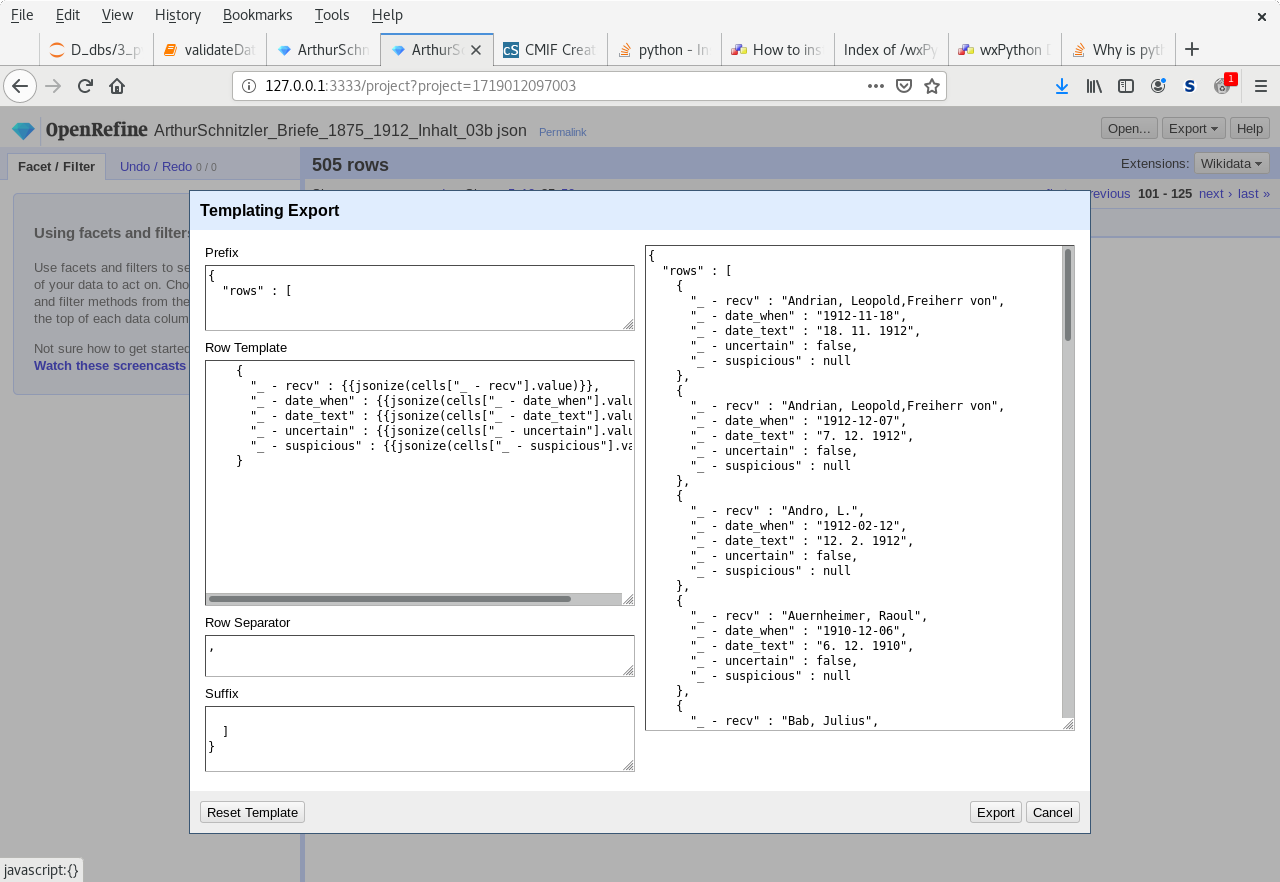 File Edit View History Bookmarks Tools Help
D_dbs/3_p validateDat ArthurSchn ArthurSc CMIF Creat python - In How to ins Index of /wxPy wxPython D Why is pyth
127.0.0.1:3333/project?project=1719012097003
1
OpenRefine ArthurSchnitzler_Briefe_1875_1912_Inhalt_03b json Permalink Open... Export Help
Facet / Filter Undo / Redo 0 / 0 505 rows Extensions: Wikidata
revious 101 - 125 next › last »
Using facets and filters
Use facets and filters to se
of your data to act on. Cho
and filter methods from the
the top of each data colum
Not sure how to get started
Watch these screencasts
Templating Export
Prefix
{
"rows" : [
Row Template
{
"_ - recv" : {{jsonize(cells["_ - recv"].value)}},
"_ - date_when" : {{jsonize(cells["_ - date_when"].valu
"_ - date_text" : {{jsonize(cells["_ - date_text"].valu
"_ - uncertain" : {{jsonize(cells["_ - uncertain"].valu
"_ - suspicious" : {{jsonize(cells["_ - suspicious"].va
}
Row Separator
,
Suffix
]
}
{
"rows" : [
{
"_ - recv" : "Andrian, Leopold,Freiherr von",
"_ - date_when" : "1912-11-18",
"_ - date_text" : "18. 11. 1912",
"_ - uncertain" : false,
"_ - suspicious" : null
},
{
"_ - recv" : "Andrian, Leopold,Freiherr von",
"_ - date_when" : "1912-12-07",
"_ - date_text" : "7. 12. 1912",
"_ - uncertain" : false,
"_ - suspicious" : null
},
{
"_ - recv" : "Andro, L.",
"_ - date_when" : "1912-02-12",
"_ - date_text" : "12. 2. 1912",
"_ - uncertain" : false,
"_ - suspicious" : null
},
{
"_ - recv" : "Auernheimer, Raoul",
"_ - date_when" : "1910-12-06",
"_ - date_text" : "6. 12. 1910",
"_ - uncertain" : false,
"_ - suspicious" : null
},
{
"_ - recv" : "Bab, Julius",
Reset Template Export Cancel
javascript:{}